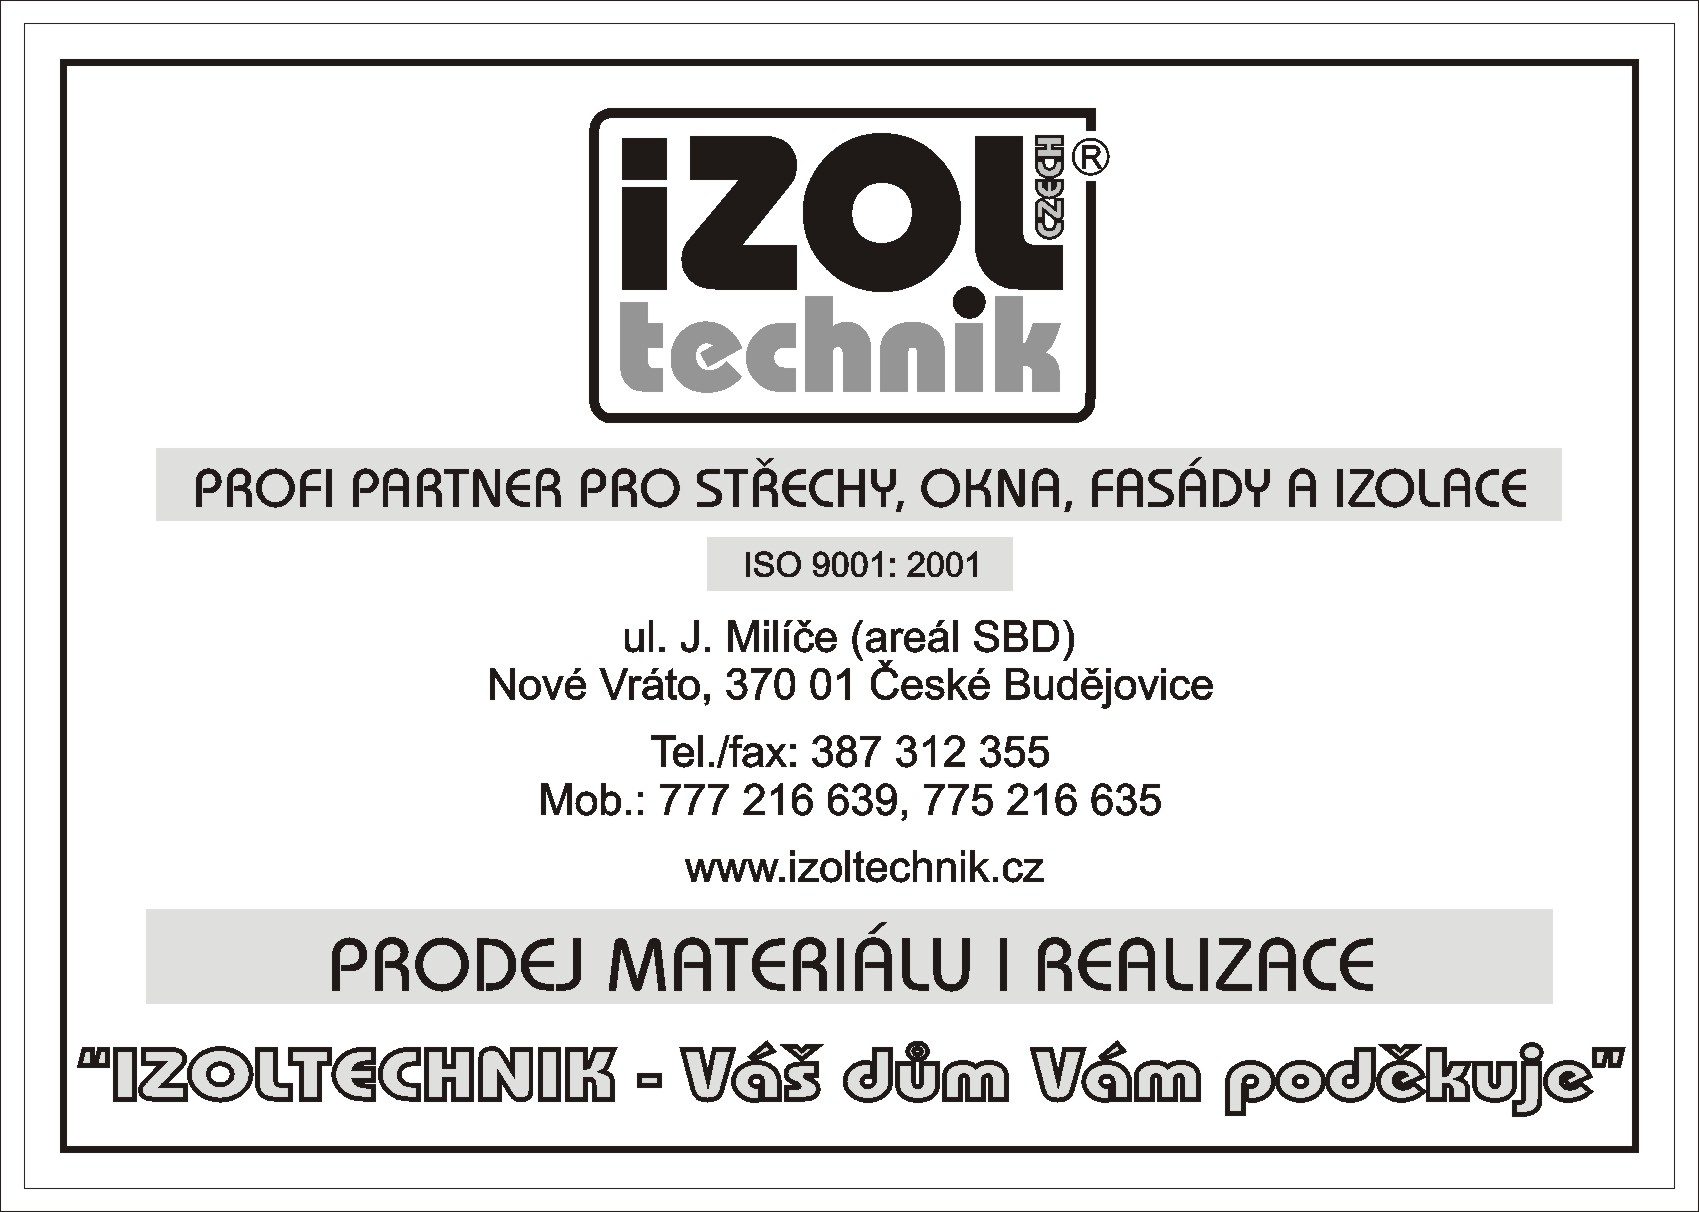 iZOL
CZECH
®
technik
PROFI PARTNER PRO STŘECHY, OKNA, FASÁDY A IZOLACE
ISO 9001: 2001
ul. J. Milíče (areál SBD)
Nové Vráto, 370 01 České Budějovice
Tel./fax: 387 312 355
Mob.: 777 216 639, 775 216 635
www.izoltechnik.cz
PRODEJ MATERIÁLU I REALIZACE
"IZOLTECHNIK - Váš dům Vám poděkuje"